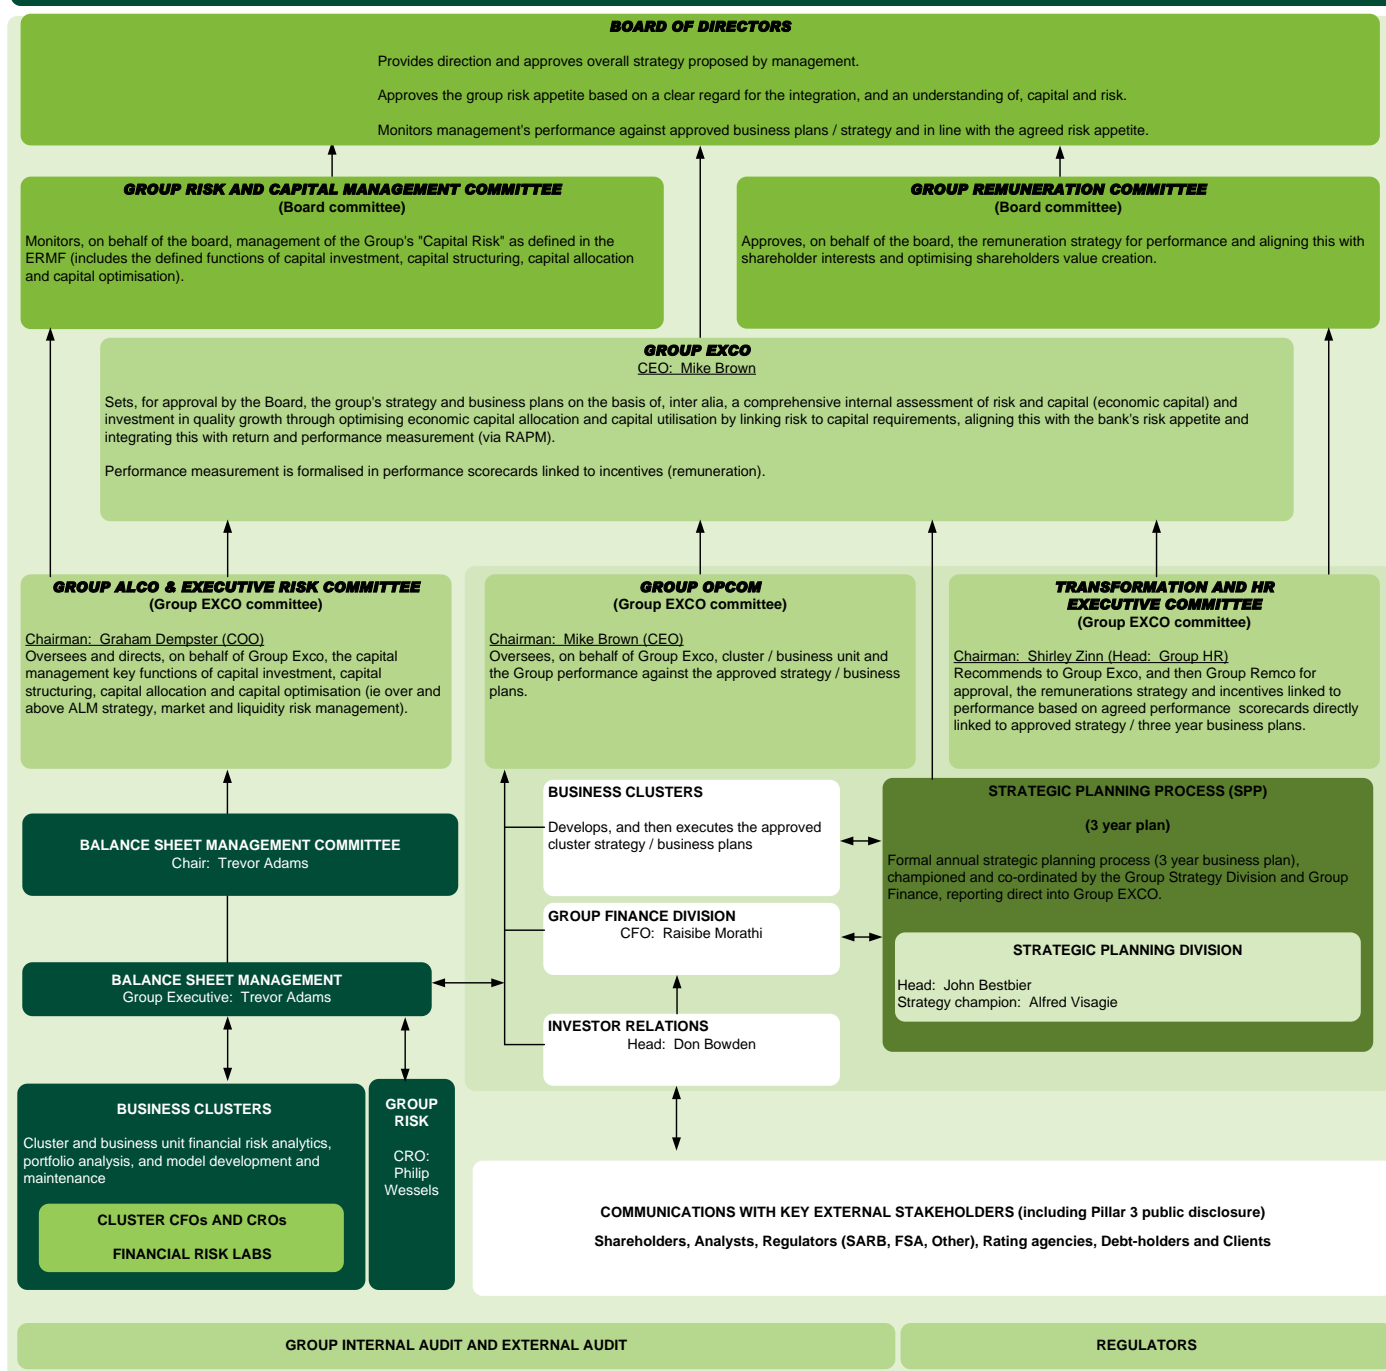 BOARD OF DIRECTORS
Provides direction and approves overall strategy proposed by management.
Approves the group risk appetite based on a clear regard for the integration, and an understanding of, capital and risk.
Monitors management's performance against approved business plans / strategy and in line with the agreed risk appetite.
GROUP RISK AND CAPITAL MANAGEMENT COMMITTEE
(Board committee)
Monitors, on behalf of the board, management of the Group's "Capital Risk" as defined in the
ERMF (includes the defined functions of capital investment, capital structuring, capital allocation
and capital optimisation).
GROUP REMUNERATION COMMITTEE
(Board committee)
Approves, on behalf of the board, the remuneration strategy for performance and aligning this with
shareholder interests and optimising shareholders value creation.
GROUP EXCO
CEO: Mike Brown
Sets, for approval by the Board, the group's strategy and business plans on the basis of, inter alia, a comprehensive internal assessment of risk and capital (economic capital) and
investment in quality growth through optimising economic capital allocation and capital utilisation by linking risk to capital requirements, aligning this with the bank's risk appetite and
integrating this with return and performance measurement (via RAPM).
Performance measurement is formalised in performance scorecards linked to incentives (remuneration).
GROUP ALCO & EXECUTIVE RISK COMMITTEE
(Group EXCO committee)
Chairman: Graham Dempster (COO)
Oversees and directs, on behalf of Group Exco, the capital
management key functions of capital investment, capital
structuring, capital allocation and capital optimisation (ie over and
above ALM strategy, market and liquidity risk management).
GROUP OPCOM
(Group EXCO committee)
Chairman: Mike Brown (CEO)
Oversees, on behalf of Group Exco, cluster / business unit and
the Group performance against the approved strategy / business
plans.
TRANSFORMATION AND HR
EXECUTIVE COMMITTEE
(Group EXCO committee)
Chairman: Shirley Zinn (Head: Group HR)
Recommends to Group Exco, and then Group Remco for
approval, the remunerations strategy and incentives linked to
performance based on agreed performance scorecards directly
linked to approved strategy / three year business plans.
BALANCE SHEET MANAGEMENT COMMITTEE
Chair: Trevor Adams
BALANCE SHEET MANAGEMENT
Group Executive: Trevor Adams
BUSINESS CLUSTERS
Develops, and then executes the approved
cluster strategy / business plans
GROUP FINANCE DIVISION
CFO: Raisibe Morathi
INVESTOR RELATIONS
Head: Don Bowden
STRATEGIC PLANNING PROCESS (SPP)
(3 year plan)
Formal annual strategic planning process (3 year business plan),
championed and co-ordinated by the Group Strategy Division and Group
Finance, reporting direct into Group EXCO.
STRATEGIC PLANNING DIVISION
Head: John Bestbier
Strategy champion: Alfred Visagie
BUSINESS CLUSTERS
Cluster and business unit financial risk analytics,
portfolio analysis, and model development and
maintenance
CLUSTER CFOs AND CROs
FINANCIAL RISK LABS
GROUP
RISK
CRO:
Philip
Wessels
COMMUNICATIONS WITH KEY EXTERNAL STAKEHOLDERS (including Pillar 3 public disclosure)
Shareholders, Analysts, Regulators (SARB, FSA, Other), Rating agencies, Debt-holders and Clients
GROUP INTERNAL AUDIT AND EXTERNAL AUDIT
REGULATORS